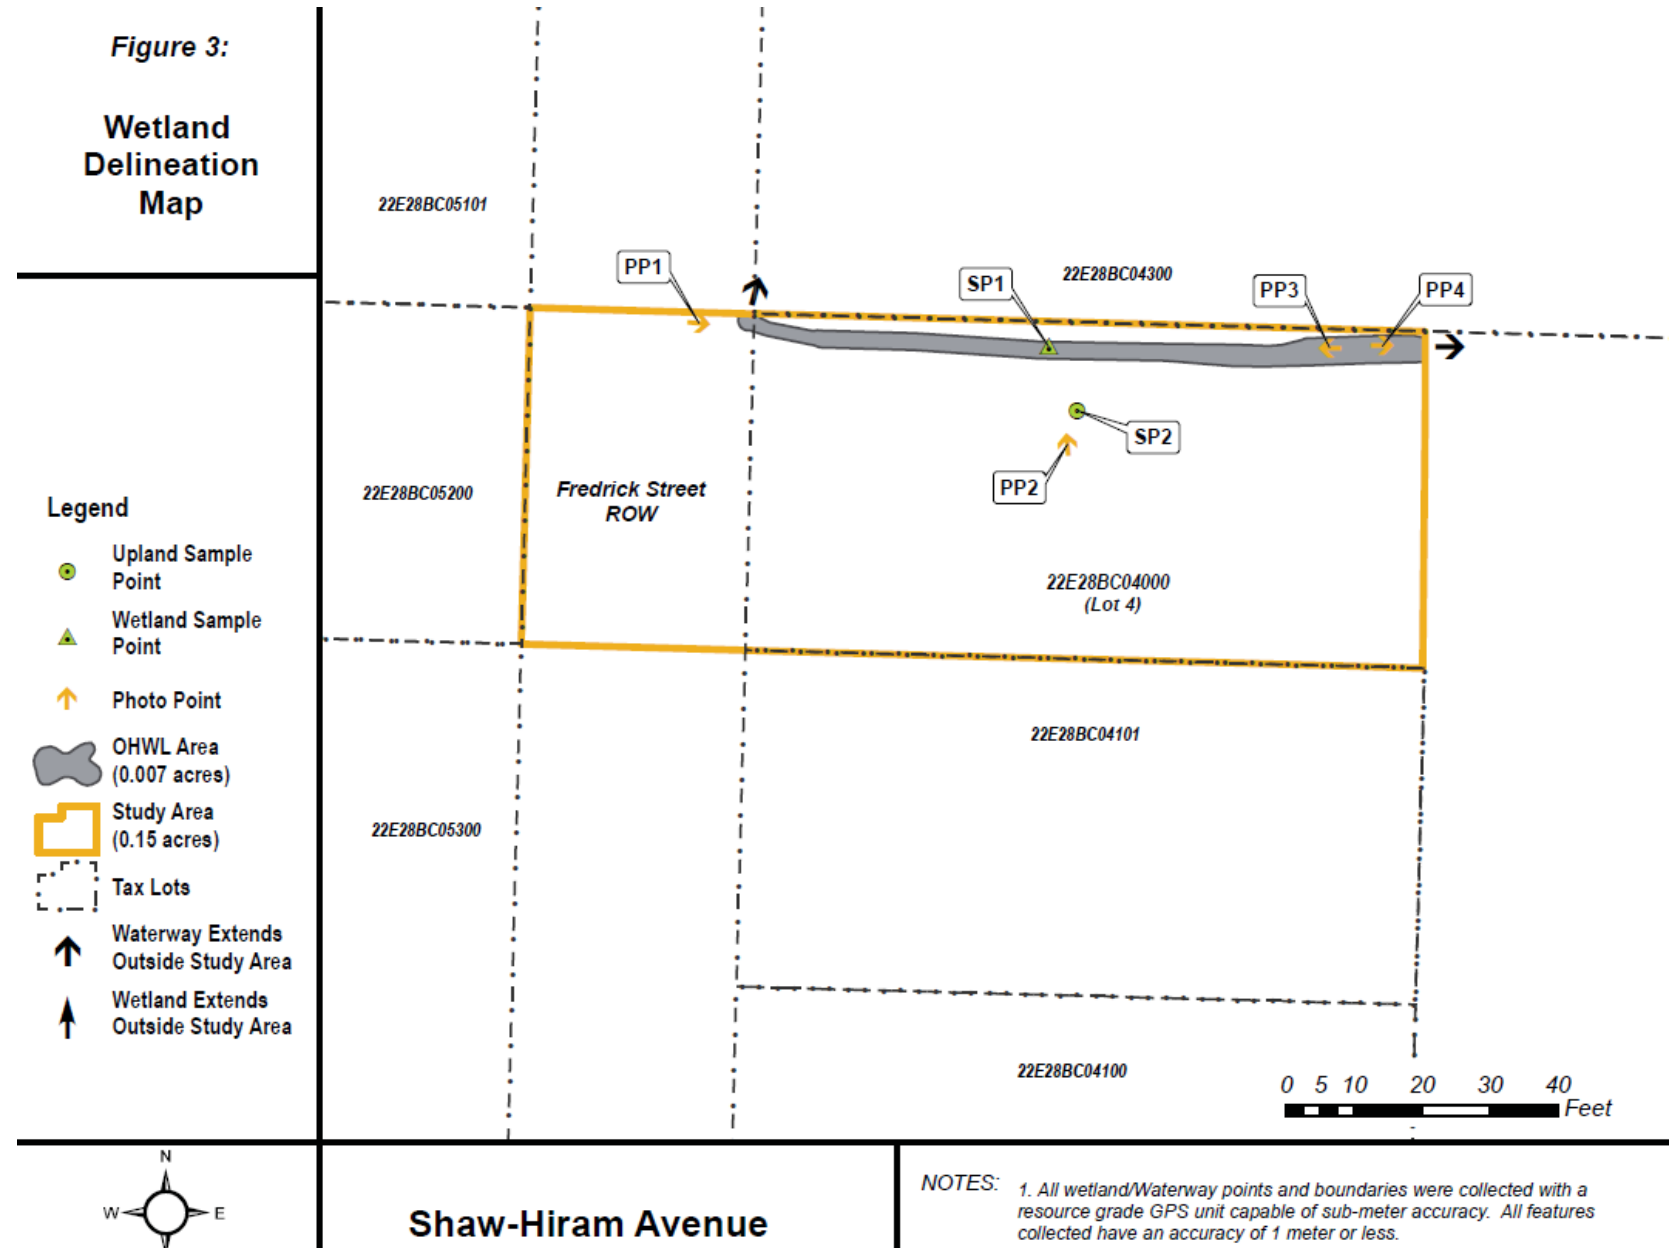 Figure 3:
Wetland
Delineation
Map
22E28BC05101
PP1
SP1
22E28BC04300
PP3
PP4
SP2
PP2
22E28BC05200
Fredrick Street
ROW
22E28BC04000
(Lot 4)
22E28BC04101
22E28BC05300
22E28BC04100
Legend
Upland Sample
Point
Wetland Sample
Point
Photo Point
OHWL Area
(0.007 acres)
Study Area
(0.15 acres)
Tax Lots
Waterway Extends
Outside Study Area
Wetland Extends
Outside Study Area
0 5 10 20 30 40
Feet
N
W E
Shaw-Hiram Avenue
NOTES: 1. All wetland/Waterway points and boundaries were collected with a
resource grade GPS unit capable of sub-meter accuracy. All features
collected have an accuracy of 1 meter or less.